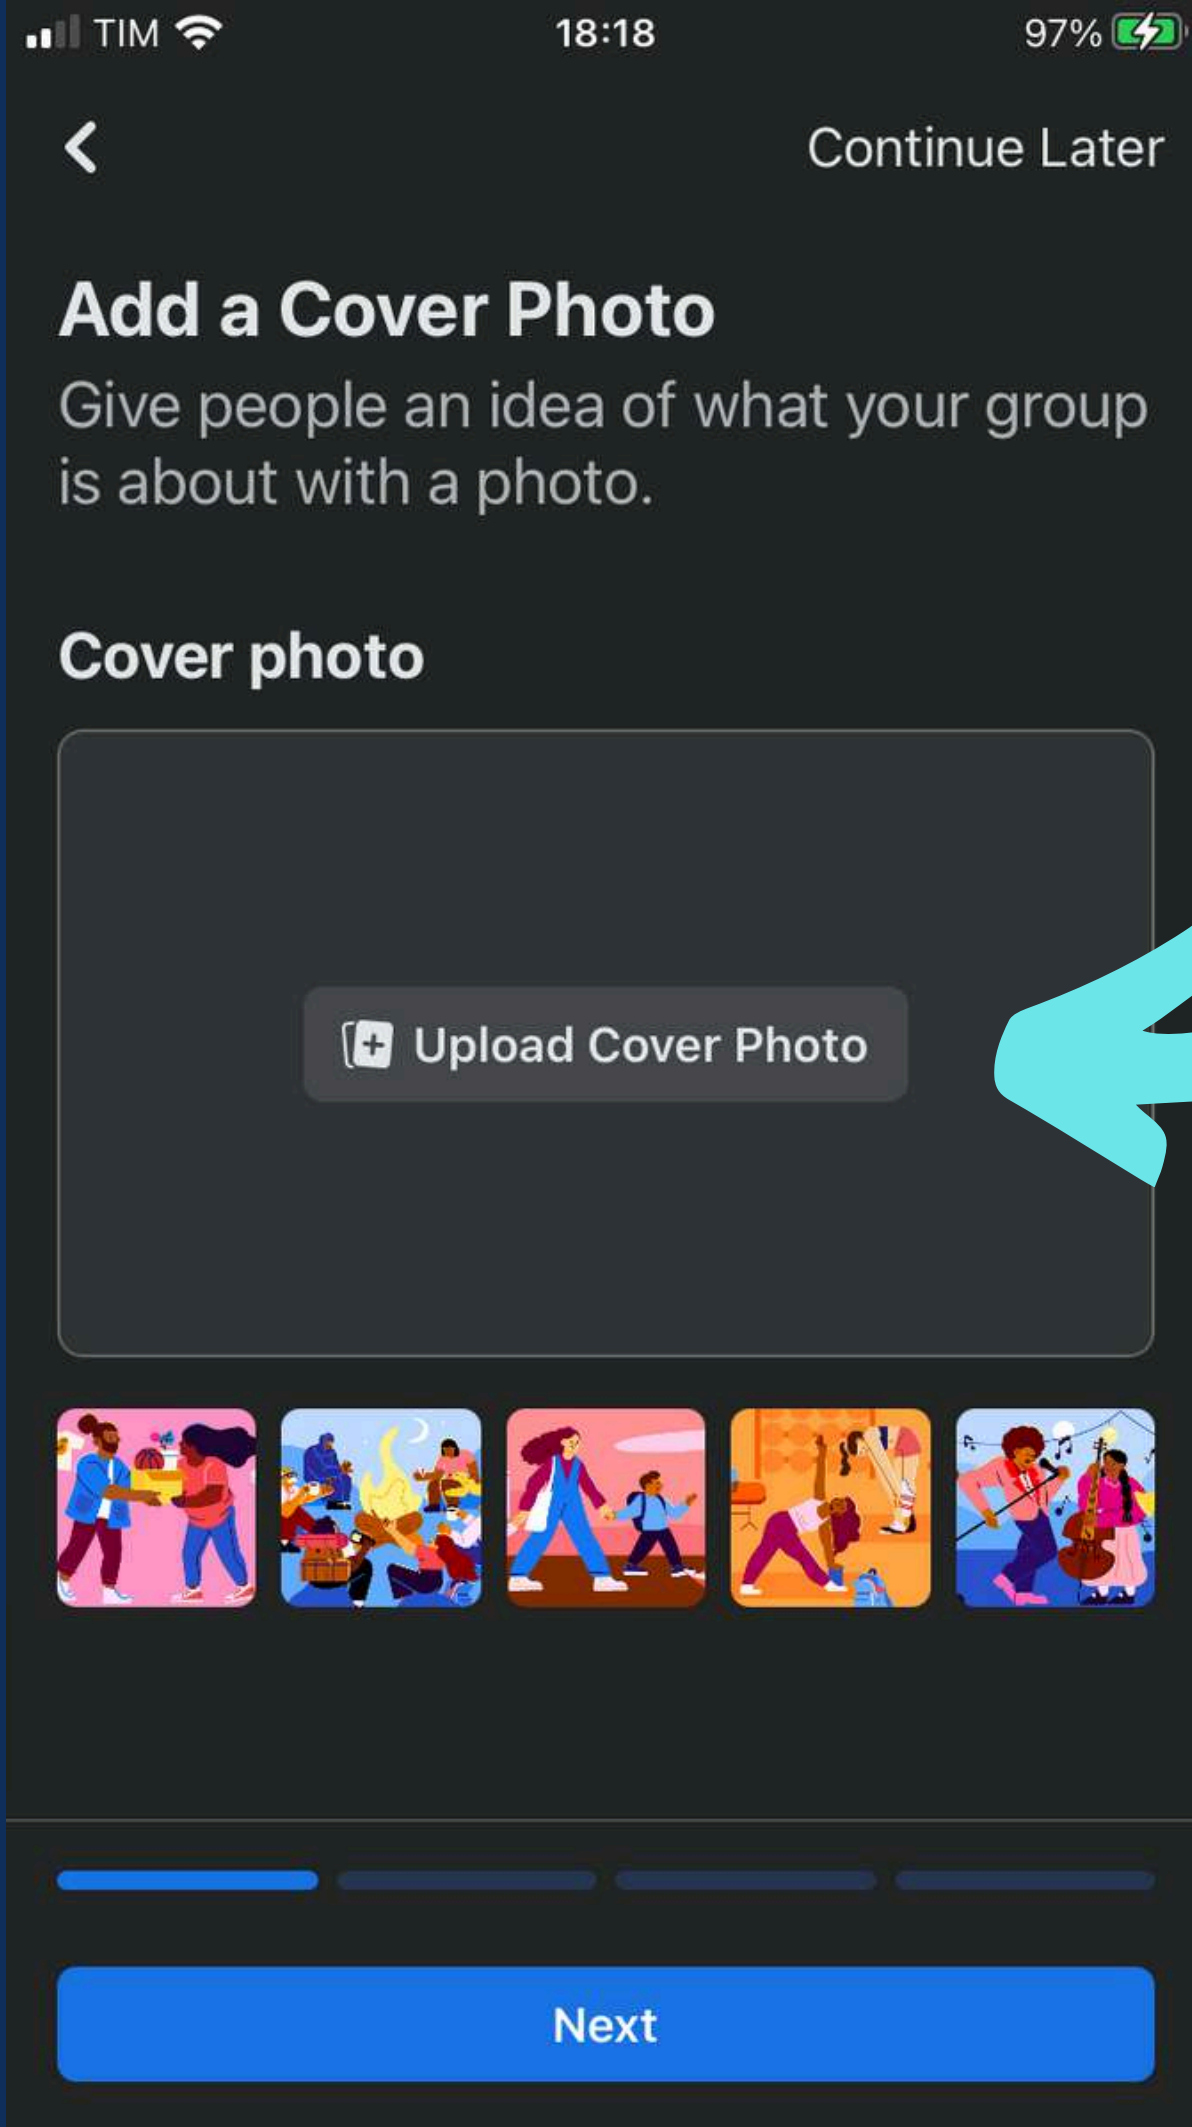 TIM
18:18
97%
Continue Later
Add a Cover Photo
Give people an idea of what your group
is about with a photo.
Cover photo
Upload Cover Photo
Next